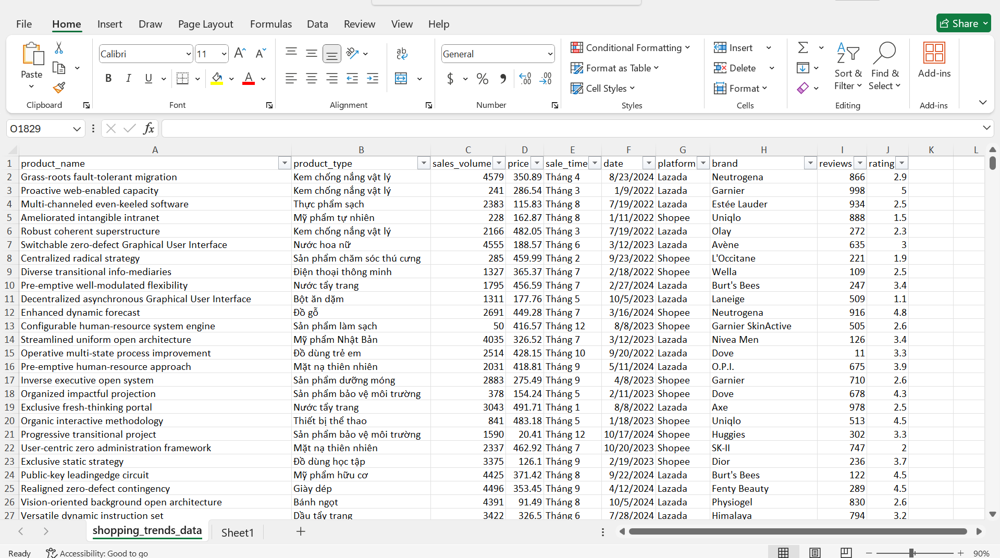 File Home Insert Draw Page Layout Formulas Data Review View Help Share
Paste
Clipboard
Calibri 11
B I U A
Font
ab
Alignment
General
$ % 9 .00 .00
Number
Conditional Formatting
Format as Table
Cell Styles
Styles
Insert
Delete
Format
Cells
Sort & Filter
Find & Select
Editing
Add-ins
Add-ins
O1829 fx
A B C D E F G H I J K L
1 product_name product_type sales_volume price sale_time date platform brand reviews rating
2 Grass-roots fault-tolerant migration Kem chống nắng vật lý 4579 350.89 Tháng 4 8/23/2024 Lazada Neutrogena 866 2.9
3 Proactive web-enabled capacity Kem chống nắng vật lý 241 286.54 Tháng 3 1/9/2022 Lazada Garnier 998 5
4 Multi-channeled even-keeled software Thực phẩm sạch 2383 115.83 Tháng 8 7/19/2022 Lazada Estée Lauder 934 2.5
5 Ameliorated intangible intranet Mỹ phẩm tự nhiên 228 162.87 Tháng 8 1/11/2022 Shopee Uniqlo 888 1.5
6 Robust coherent superstructure Kem chống nắng vật lý 2166 482.05 Tháng 3 7/19/2022 Lazada Olay 272 2.3
7 Switchable zero-defect Graphical User Interface Nước hoa nữ 4555 188.57 Tháng 6 3/12/2023 Lazada Avène 635 3
8 Centralized radical strategy Sản phẩm chăm sóc thú cưng 285 459.99 Tháng 2 9/23/2022 Shopee L'Occitane 221 1.9
9 Diverse transitional info-mediaries Điện thoại thông minh 1327 365.37 Tháng 7 2/18/2022 Shopee Wella 109 2.5
10 Pre-emptive well-modulated flexibility Nước tẩy trang 1795 456.59 Tháng 7 2/27/2024 Lazada Burt's Bees 247 3.4
11 Decentralized asynchronous Graphical User Interface Bột ăn dặm 1311 177.76 Tháng 5 10/5/2023 Lazada Laneige 509 1.1
12 Enhanced dynamic forecast Đồ gỗ 2691 449.28 Tháng 7 3/16/2024 Shopee Neutrogena 916 4.8
13 Configurable human-resource system engine Sản phẩm làm sạch 50 416.57 Tháng 12 8/8/2023 Shopee Garnier SkinActive 505 2.6
14 Streamlined uniform open architecture Mỹ phẩm Nhật Bản 4035 326.52 Tháng 7 3/12/2023 Lazada Nivea Men 126 3.4
15 Operative multi-state process improvement Đồ dùng trẻ em 2514 428.15 Tháng 10 9/20/2022 Lazada Dove 11 3.3
16 Pre-emptive human-resource approach Mặt nạ thiên nhiên 2031 418.81 Tháng 9 5/11/2024 Lazada O.P.I. 675 3.9
17 Inverse executive open system Sản phẩm dưỡng móng 2883 275.49 Tháng 9 4/8/2023 Shopee Garnier 710 2.6
18 Organized impactful projection Sản phẩm bảo vệ môi trường 378 154.24 Tháng 5 2/11/2023 Shopee Dove 678 4.3
19 Exclusive fresh-thinking portal Nước tẩy trang 3043 491.71 Tháng 1 8/8/2022 Lazada Axe 978 2.5
20 Organic interactive methodology Thiết bị thể thao 841 483.18 Tháng 5 1/18/2023 Shopee Uniqlo 513 4.5
21 Progressive transitional project Sản phẩm bảo vệ môi trường 1590 20.41 Tháng 12 10/17/2024 Shopee Huggies 302 3.3
22 User-centric zero administration framework Mặt nạ thiên nhiên 2337 462.92 Tháng 7 10/20/2023 Shopee SK-II 747 2
23 Exclusive static strategy Đồ dùng học tập 3375 126.1 Tháng 9 2/19/2023 Shopee Dior 236 3.7
24 Public-key leadingedge circuit Mỹ phẩm hữu cơ 4425 371.42 Tháng 8 9/22/2024 Lazada Burt's Bees 122 4.5
25 Realigned zero-defect contingency Giày dép 4496 353.45 Tháng 9 4/12/2024 Lazada Fenty Beauty 289 4.5
26 Vision-oriented background open architecture Bánh ngọt 4391 91.49 Tháng 8 10/5/2024 Lazada Physiogel 830 2.6
27 Versatile dynamic instruction set Dầu tẩy trang 3422 326.5 Tháng 6 7/28/2024 Lazada Himalaya 794 3.2
shopping_trends_data Sheet1
Ready Accessibility: Good to go 90%